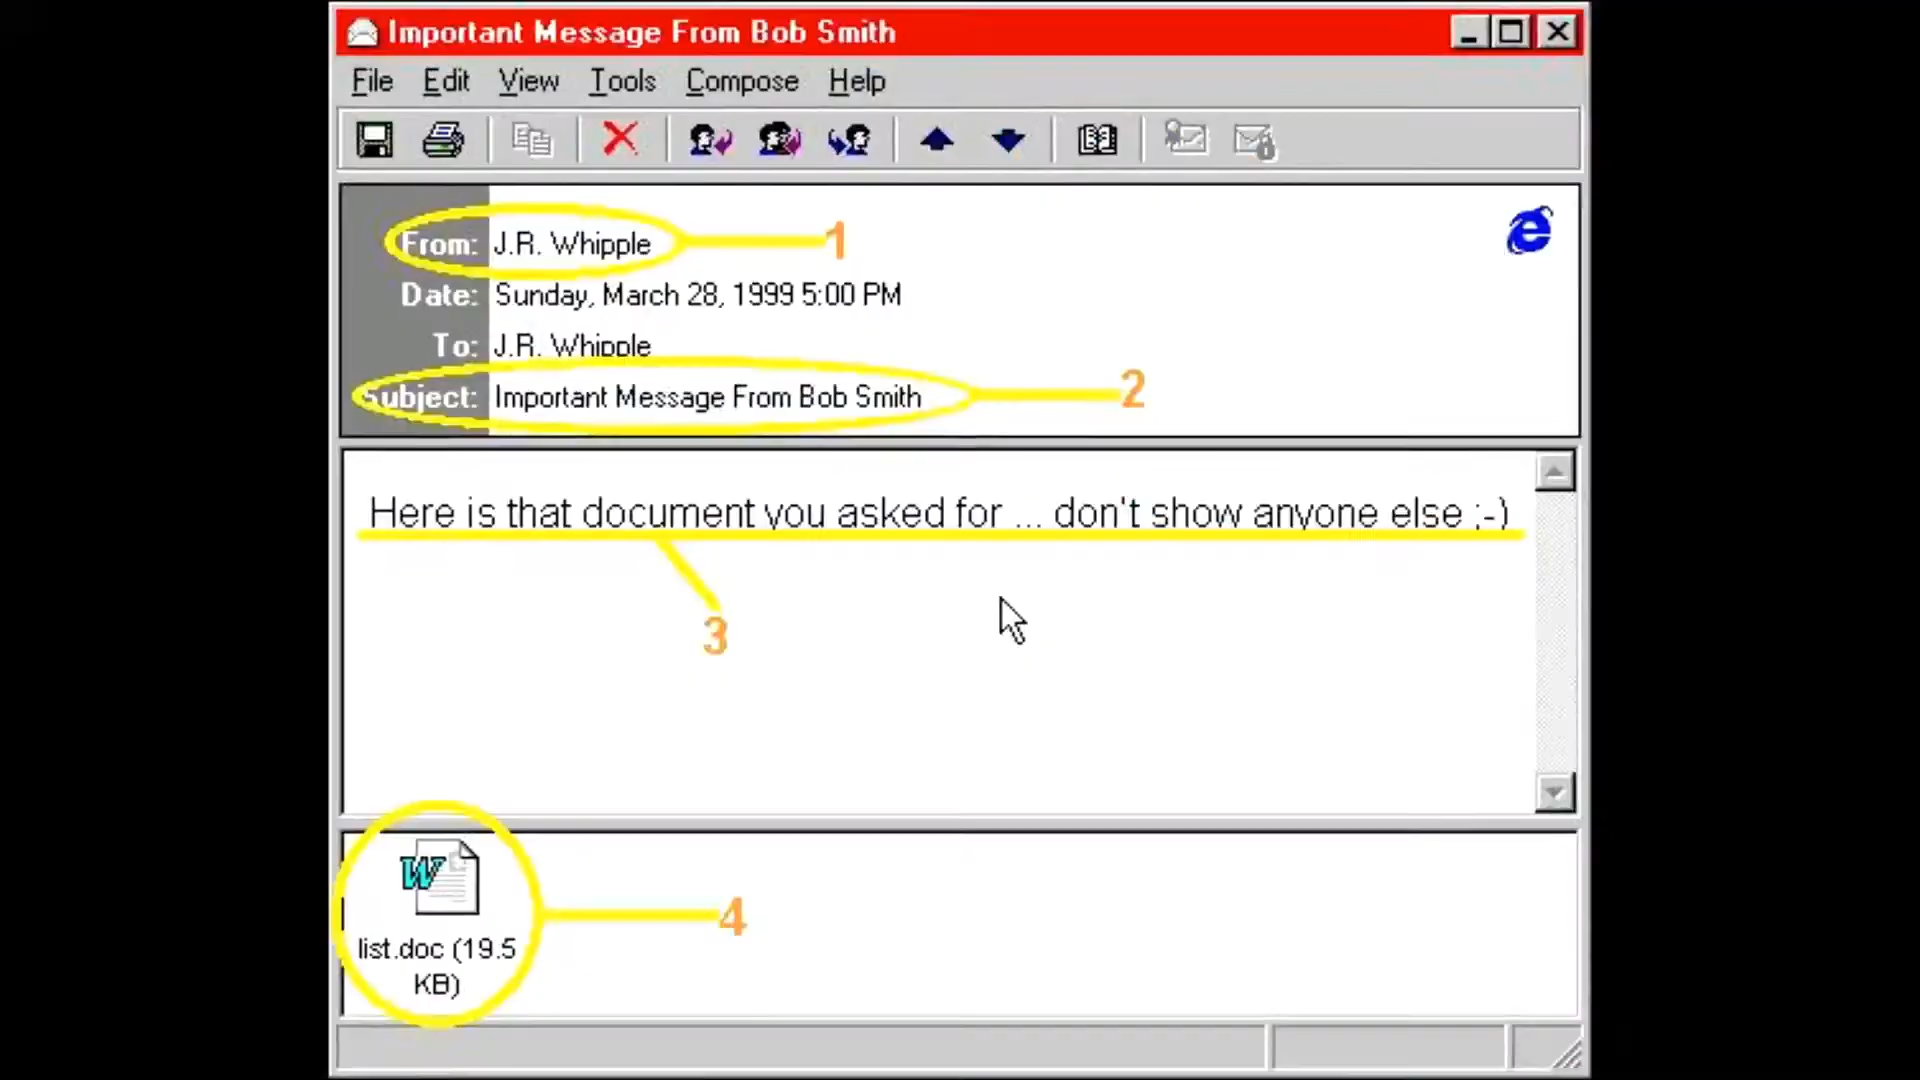 Important Message From Bob Smith
File Edit View Tools Compose Help
From: J.R. Whipple 1
Date: Sunday, March 28, 1999 5:00 PM
To: J.R. Whipple
Subject: Important Message From Bob Smith 2
Here is that document you asked for ... don't show anyone else ;-)
3
W
list.doc (19.5
KB)
4